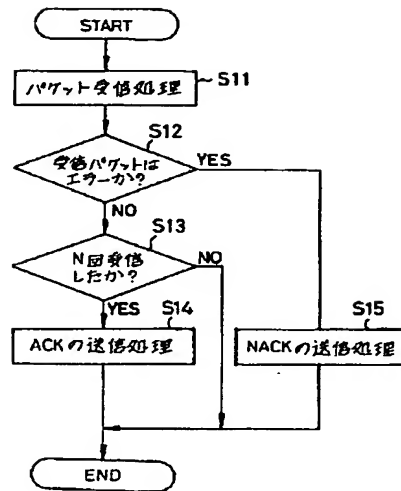 START
パケット受信処理
S11
S12
受信パケットは
エラーか?
YES
NO
S13
N回受信
したか?
NO
YES
S14
ACKの送信処理
S15
NACKの送信処理
END